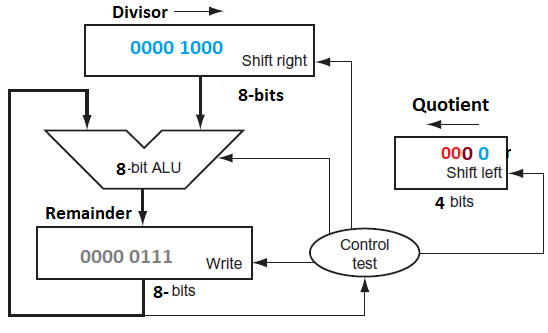 Divisor
0000 1000
Shift right
8-bits
Quotient
000 0
Shift left
4 bits
8-bit ALU
Remainder
0000 0111
Write
8- bits
Control
test